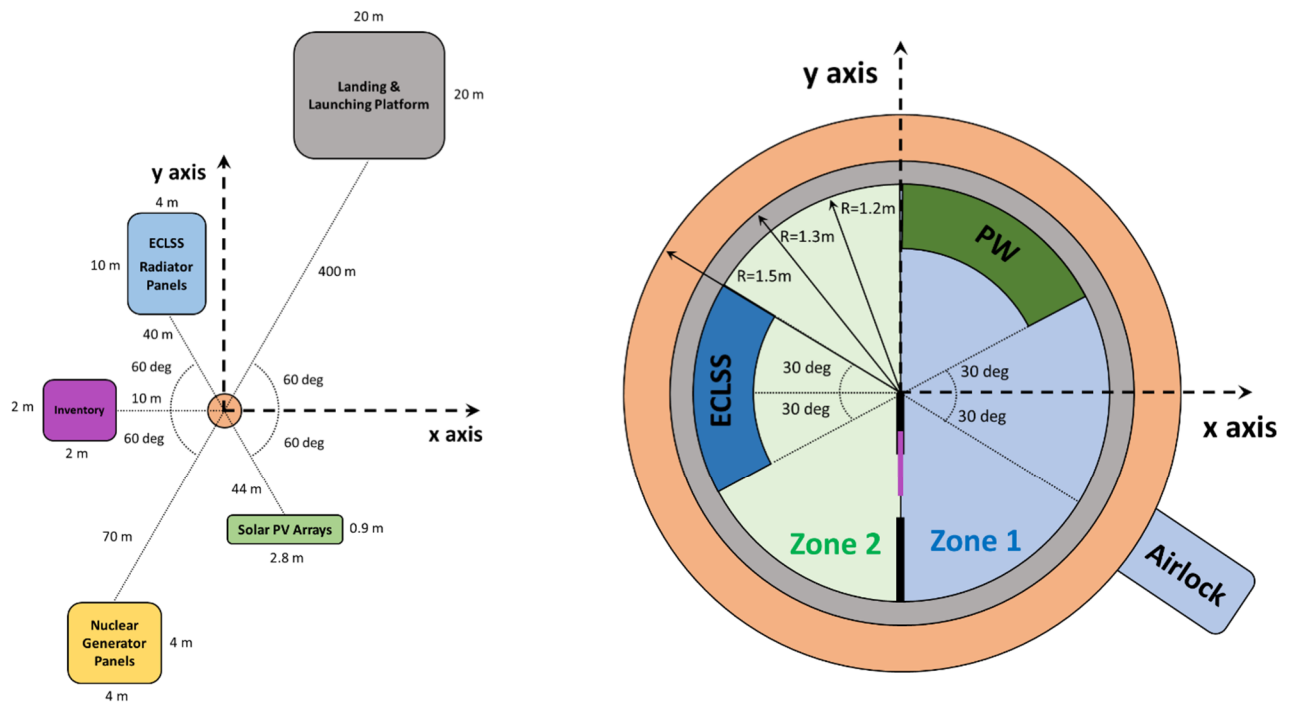 20 m
Landing &
Launching Platform
20 m
y axis
4 m
ECLSS
Radiator
Panels
10 m
400 m
40 m
60 deg
60 deg
Inventory
2 m
10 m
x axis
60 deg
60 deg
2 m
44 m
Solar PV Arrays
0.9 m
2.8 m
70 m
Nuclear
Generator
Panels
4 m
4 m
y axis
R=1.2m
R=1.3m
R=1.5m
PW
ECLSS
30 deg
30 deg
30 deg
30 deg
x axis
Zone 2
Zone 1
Airlock